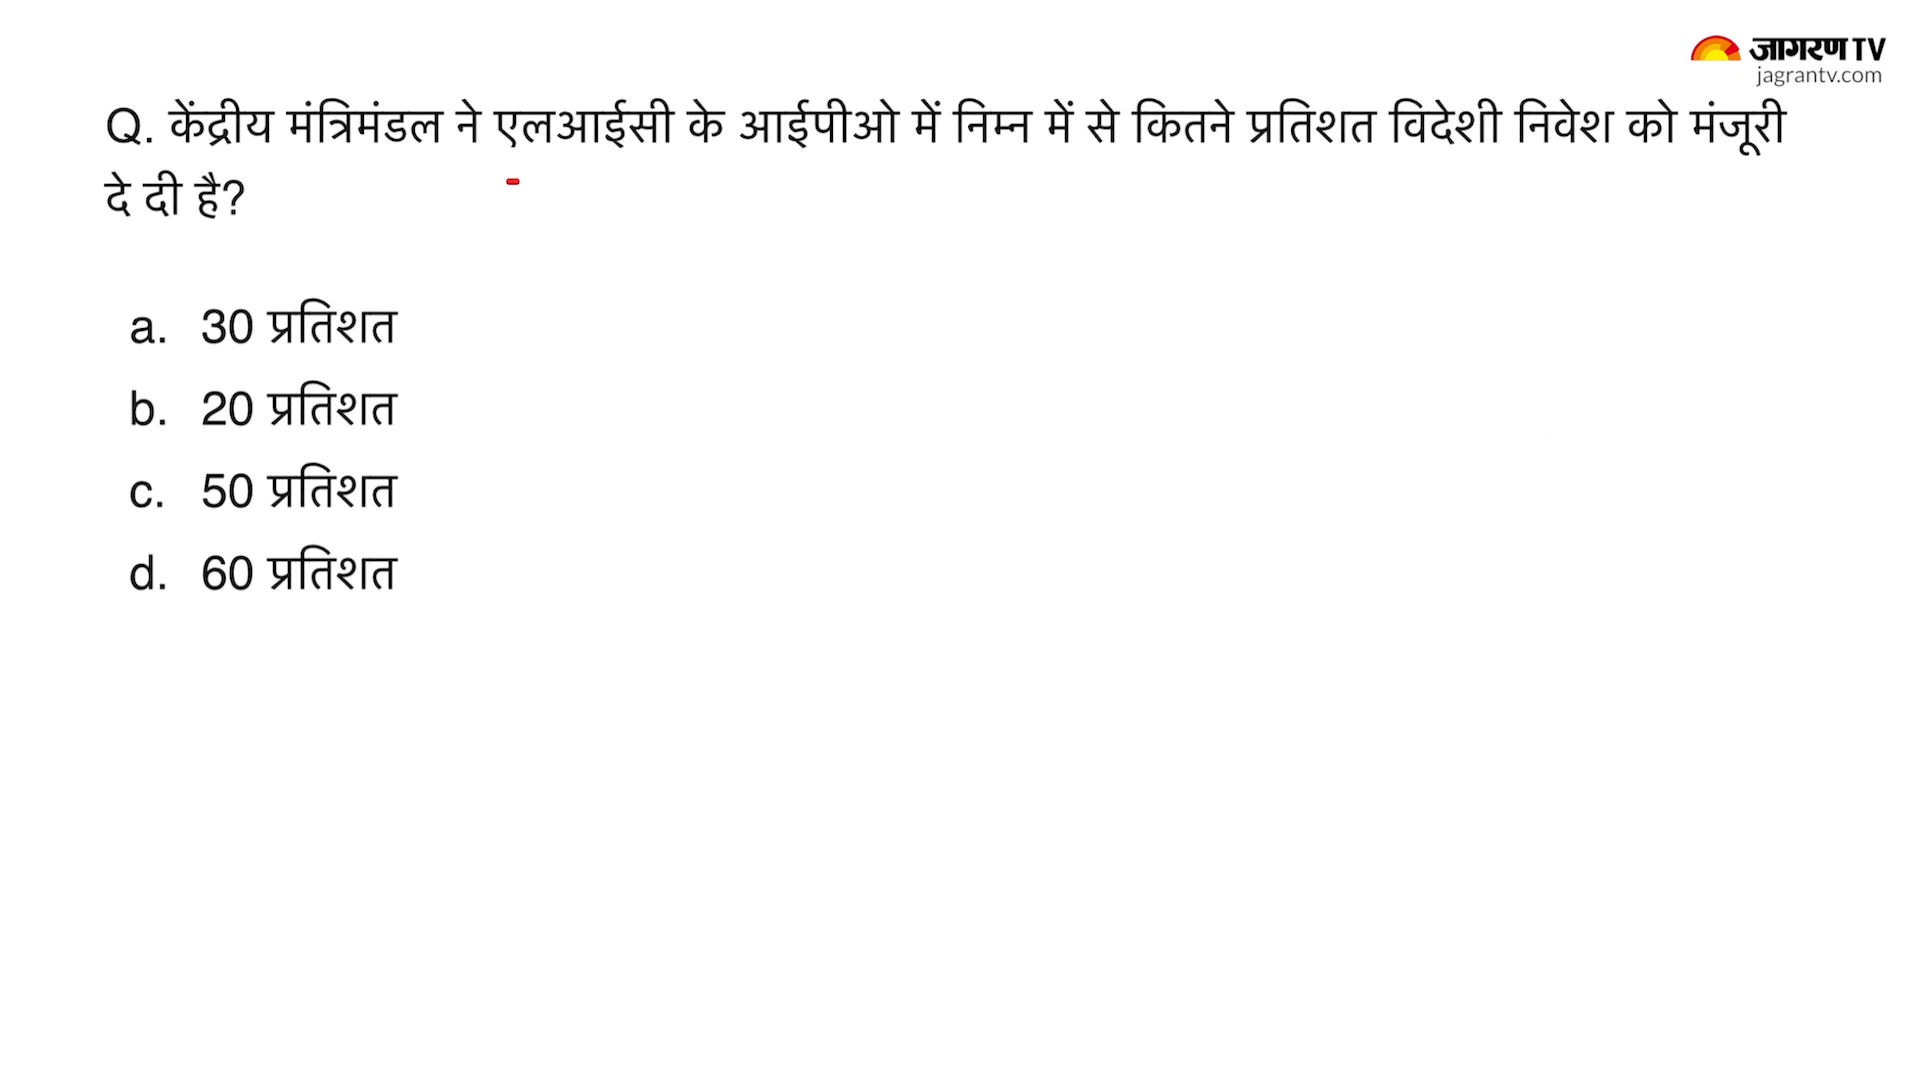 जागरण TV
jagrantv.com
Q. केंद्रीय मंत्रिमंडल ने एलआईसी के आईपीओ में निम्न में से कितने प्रतिशत विदेशी निवेश को मंजूरी
दे दी है?
a. 30 प्रतिशत
b. 20 प्रतिशत
c. 50 प्रतिशत
d. 60 प्रतिशत